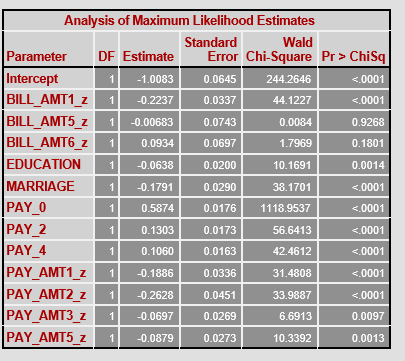 Analysis of Maximum Likelihood Estimates
Parameter DF Estimate Standard Error Wald Chi-Square Pr > ChiSq
Intercept 1 -1.0083 0.0645 244.2646 <.0001
BILL_AMT1_z 1 -0.2237 0.0337 44.1227 <.0001
BILL_AMT5_z 1 -0.00683 0.0743 0.0084 0.9268
BILL_AMT6_z 1 0.0934 0.0697 1.7969 0.1801
EDUCATION 1 -0.0638 0.0200 10.1691 0.0014
MARRIAGE 1 -0.1791 0.0290 38.1701 <.0001
PAY_0 1 0.5874 0.0176 1118.9537 <.0001
PAY_2 1 0.1303 0.0173 56.6413 <.0001
PAY_4 1 0.1060 0.0163 42.4612 <.0001
PAY_AMT1_z 1 -0.1886 0.0336 31.4808 <.0001
PAY_AMT2_z 1 -0.2628 0.0451 33.9887 <.0001
PAY_AMT3_z 1 -0.0697 0.0269 6.6913 0.0097
PAY_AMT5_z 1 -0.0879 0.0273 10.3392 0.0013